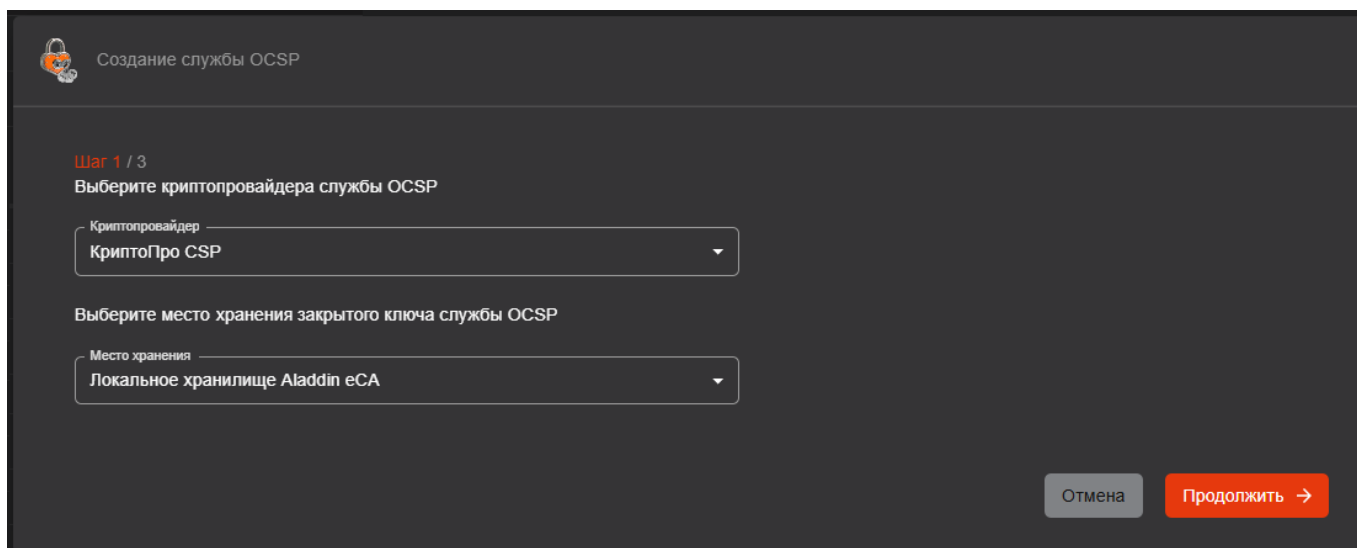 Создание службы OCSP
Шаг 1 / 3
Выберите криптопровайдера службы OCSP
Криптопровайдер
КриптоПро CSP
Выберите место хранения закрытого ключа службы OCSP
Место хранения
Локальное хранилище Aladdin eCA
Отмена
Продолжить →